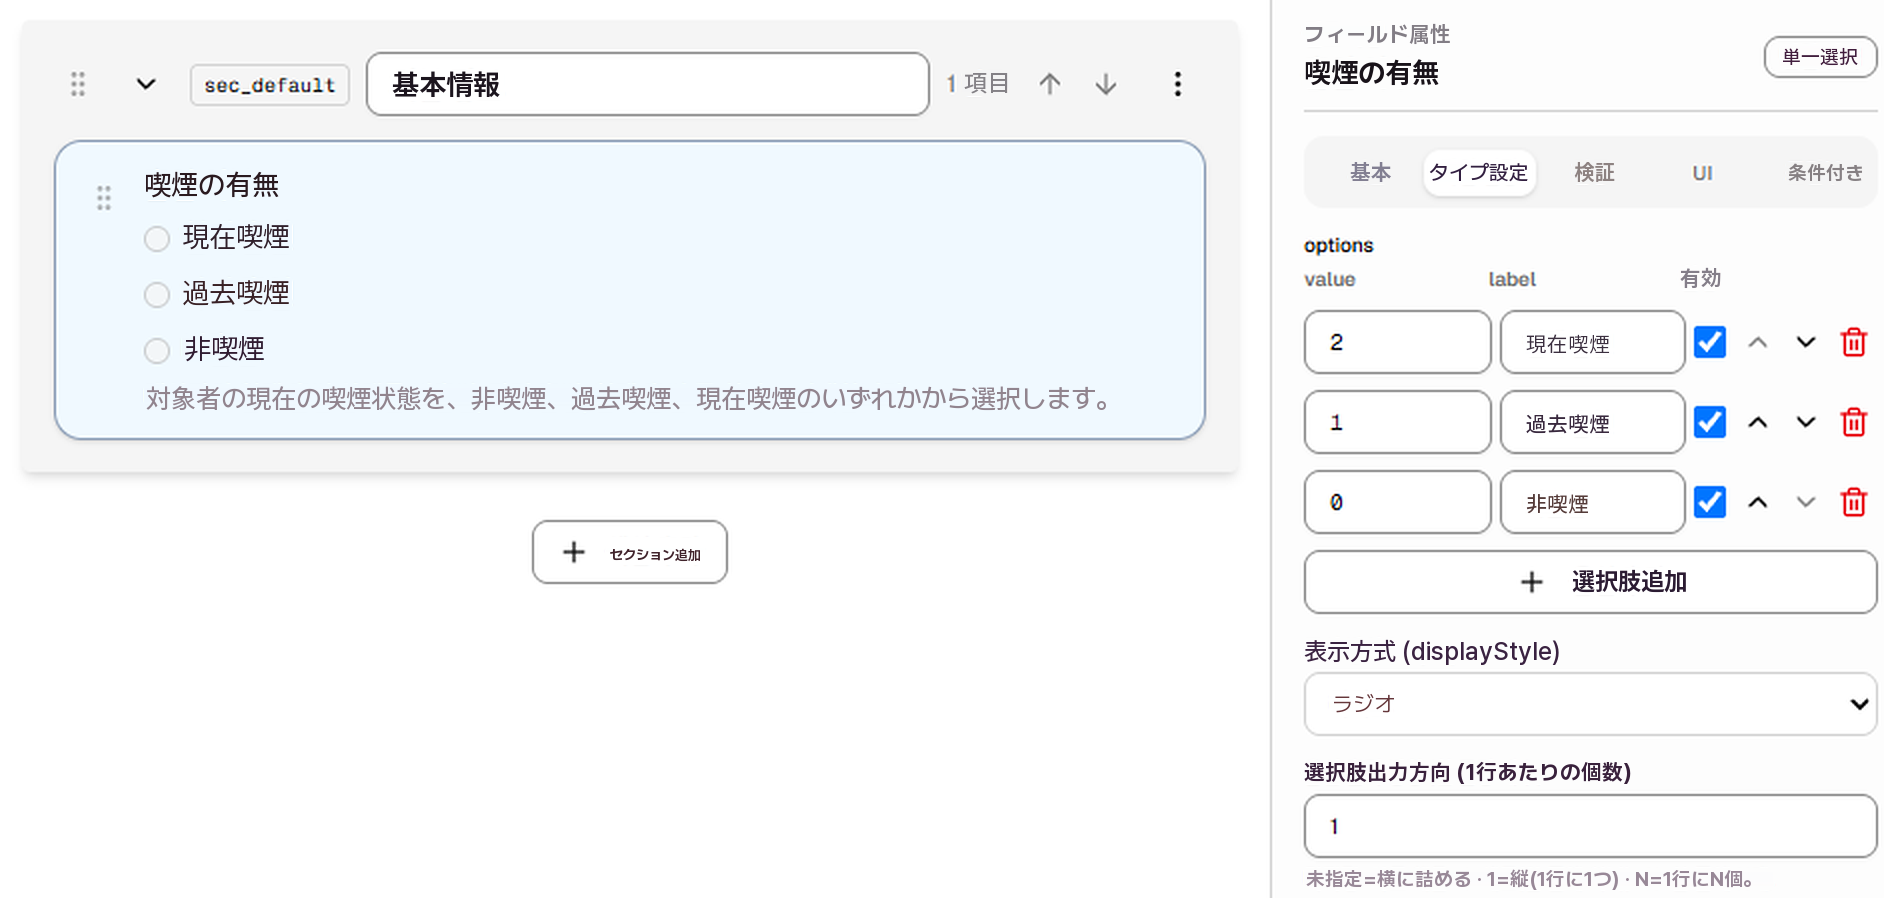 sec_default 基本情報 1 項目
喫煙の有無
現在喫煙
過去喫煙
非喫煙
対象者の現在の喫煙状態を、非喫煙、過去喫煙、現在喫煙のいずれかから選択します。
セクション追加
フィールド属性
喫煙の有無
単一選択
基本 タイプ設定 検証 UI 条件付き
options
value label 有効
2 現在喫煙
1 過去喫煙
0 非喫煙
選択肢追加
表示方式 (displayStyle)
ラジオ
選択肢出力方向 (1行あたりの個数)
1
未指定=横に詰める · 1=縦(1行に1つ) · N=1行にN個。